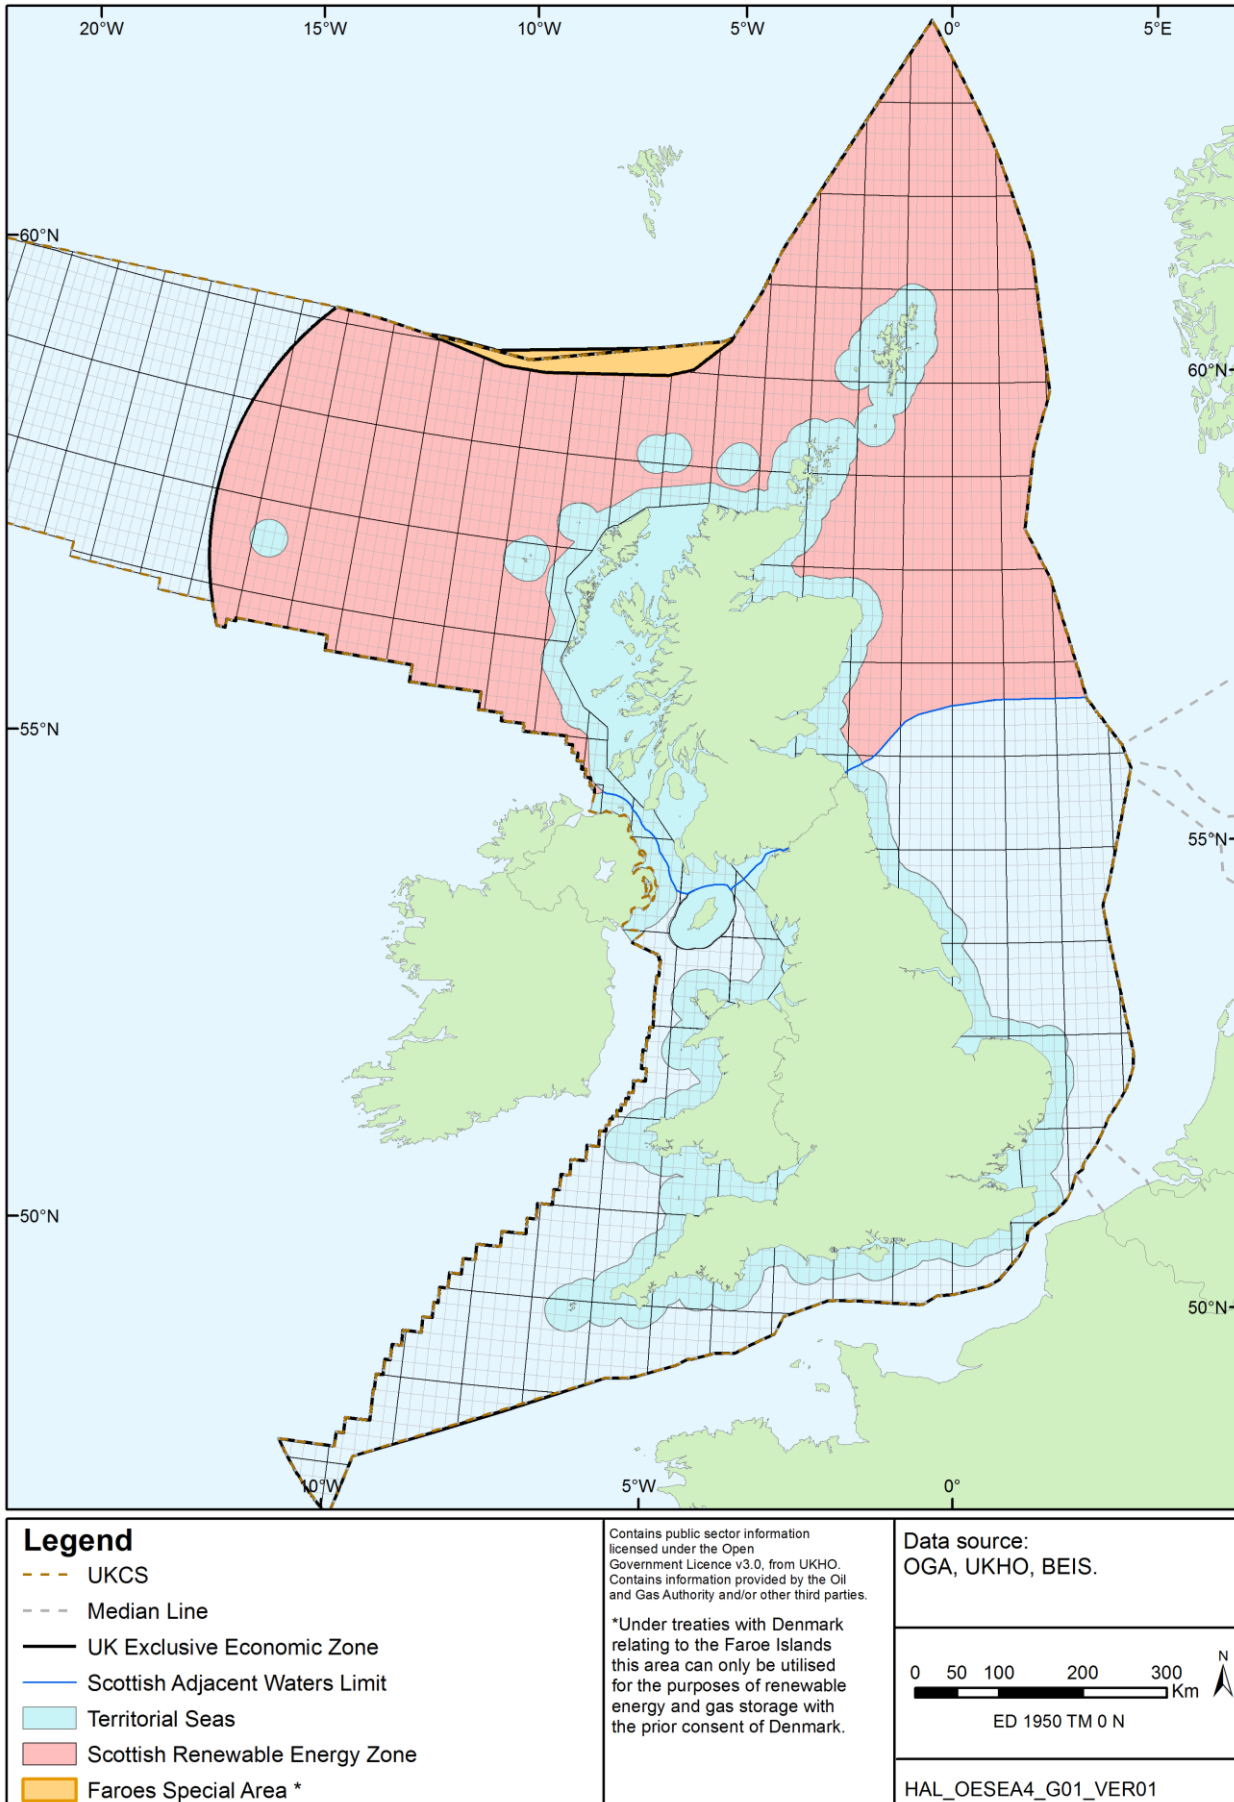 20°W 15°W 10°W 5°W 0° 5°E
60°N
60°N
55°N
55°N
50°N
50°N
10°W 5°W 0°
Legend
UKCS
Median Line
UK Exclusive Economic Zone
Scottish Adjacent Waters Limit
Territorial Seas
Scottish Renewable Energy Zone
Faroes Special Area *
Contains public sector information
licensed under the Open
Government Licence v3.0, from UKHO.
Contains information provided by the Oil
and Gas Authority and/or other third parties.
*Under treaties with Denmark
relating to the Faroe Islands
this area can only be utilised
for the purposes of renewable
energy and gas storage with
the prior consent of Denmark.
Data source:
OGA, UKHO, BEIS.
N
0 50 100 200 300
Km
ED 1950 TM 0 N
HAL_OESEA4_G01_VER01